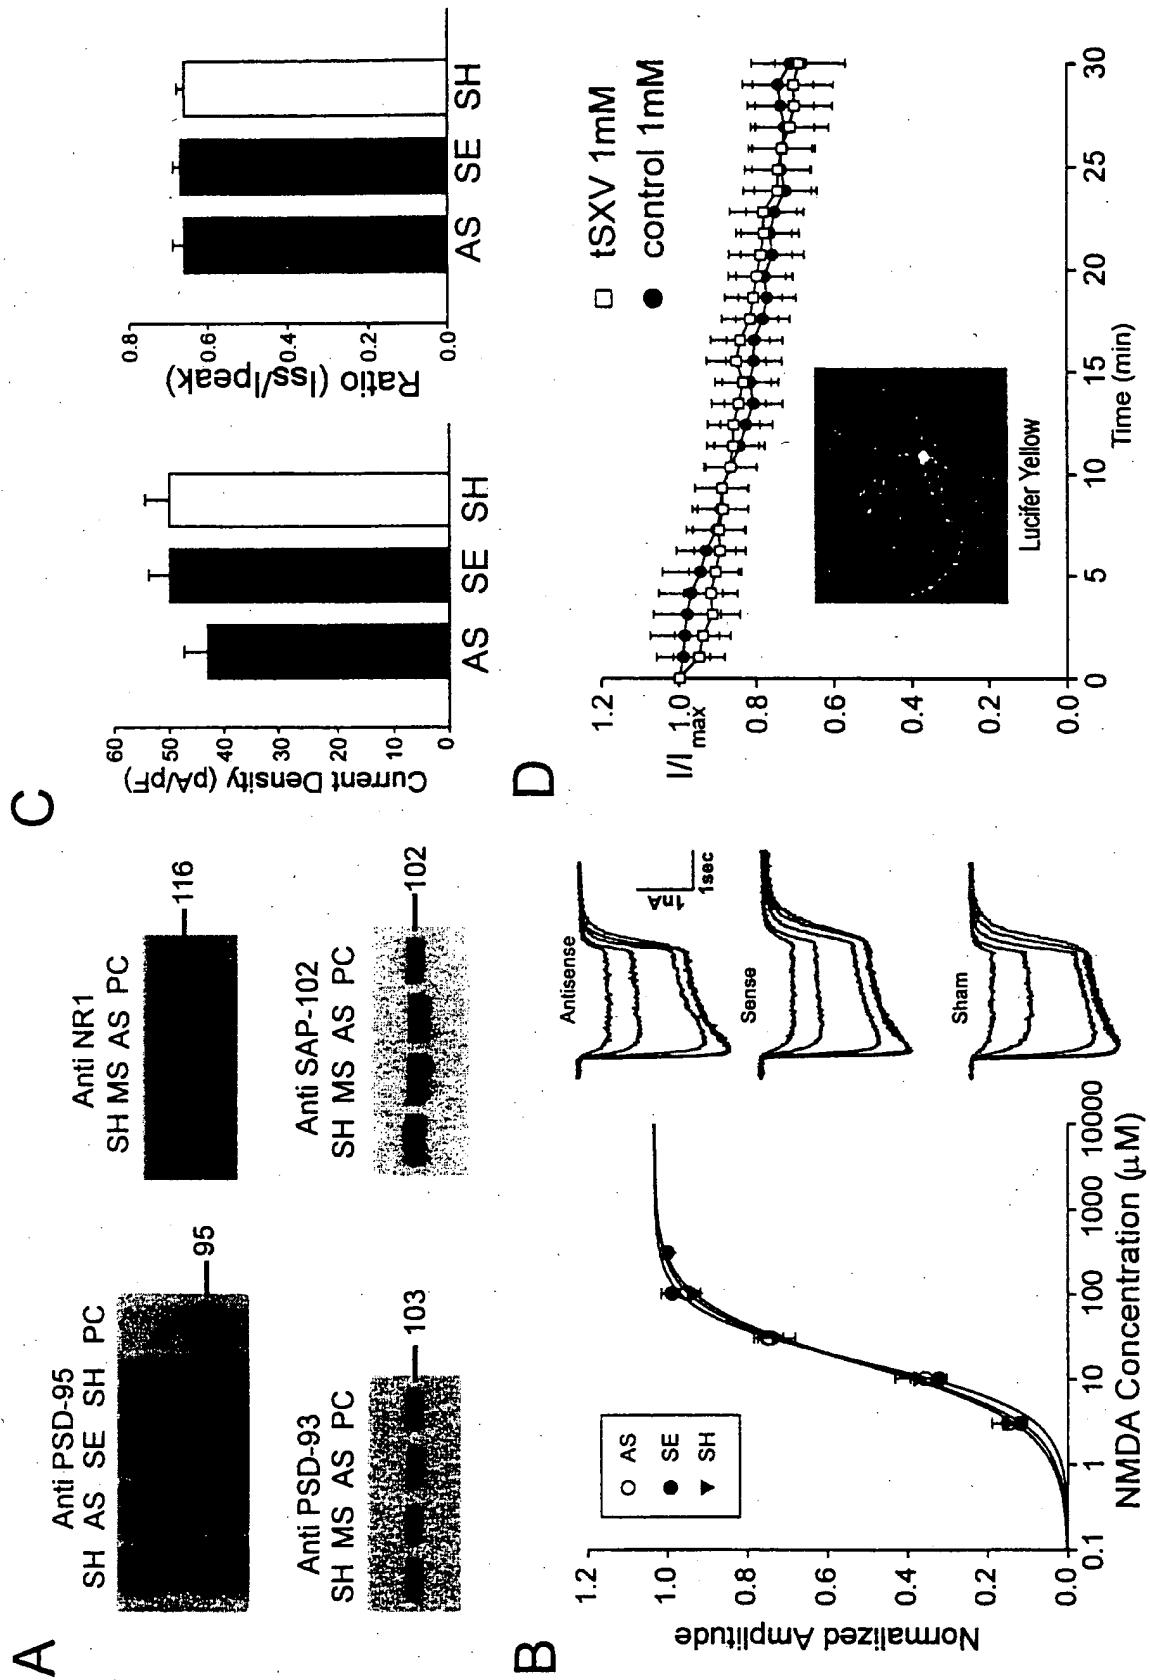 A
Anti PSD-95
SH AS SE SH PC
95
Anti NR1
SH MS AS PC
116
Anti PSD-93
SH MS AS PC
103
Anti SAP-102
SH MS AS PC
102
C
Current Density (pA/pF)
60
50
40
30
20
10
0
AS SE SH
Ratio (Iss/Ipeak)
0.8
0.6
0.4
0.2
0.0
AS SE SH
B
Normalized Amplitude
1.2
1.0
0.8
0.6
0.4
0.2
0.0
AS
SE
SH
0.1 1 10 100 1000 10000
NMDA Concentration (μM)
Antisense
1nA
1sec
Sense
Sham
D
I/Imax
1.2
1.0
0.8
0.6
0.4
0.2
0.0
tSXV 1mM
control 1mM
Lucifer Yellow
0 5 10 15 20 25 30
Time (min)